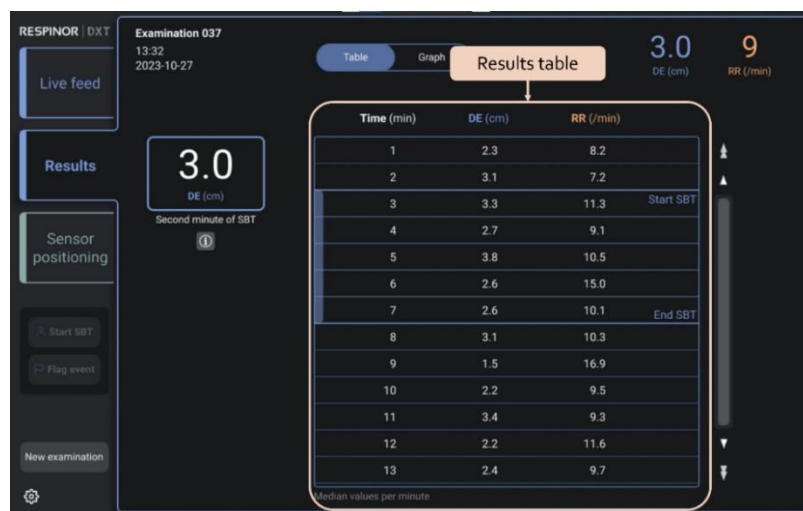 RESPINOR | DXT
Live feed
Results
Sensor
positioning
Start SBT
Flag event
New examination
Examination 037
13:32
2023-10-27
Table Graph
Results table
3.0
DE (cm)
9
RR (/min)
3.0
DE (cm)
Second minute of SBT
Time (min) DE (cm) RR (/min)
1 2.3 8.2
2 3.1 7.2
3 3.3 11.3 Start SBT
4 2.7 9.1
5 3.8 10.5
6 2.6 15.0
7 2.6 10.1 End SBT
8 3.1 10.3
9 1.5 16.9
10 2.2 9.5
11 3.4 9.3
12 2.2 11.6
13 2.4 9.7
Median values per minute